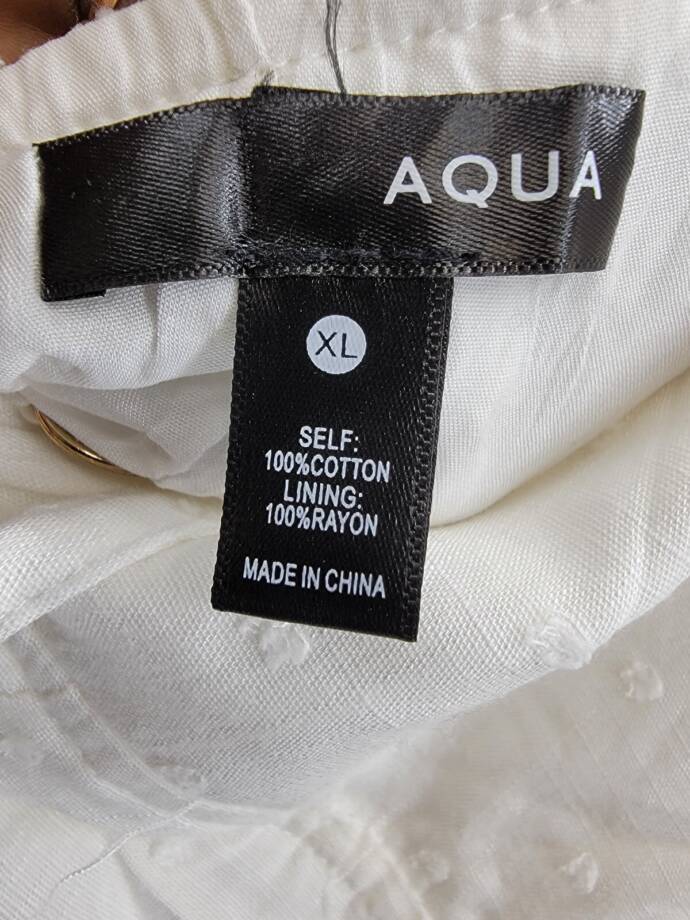 AQUA
XL
SELF:
100%COTTON
LINING:
100%RAYON
MADE IN CHINA